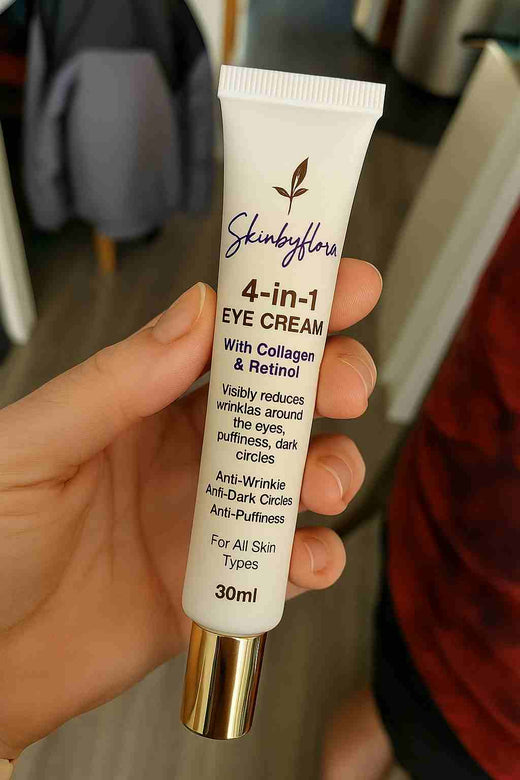 Skinbyflora
4-in-1
EYE CREAM
With Collagen
& Retinol
Visibly reduces
wrinklas around
the eyes,
puffiness, dark
circles
Anti-Wrinkie
Anfi-Dark Circles
Anti-Puffiness
For All Skin
Types
30ml